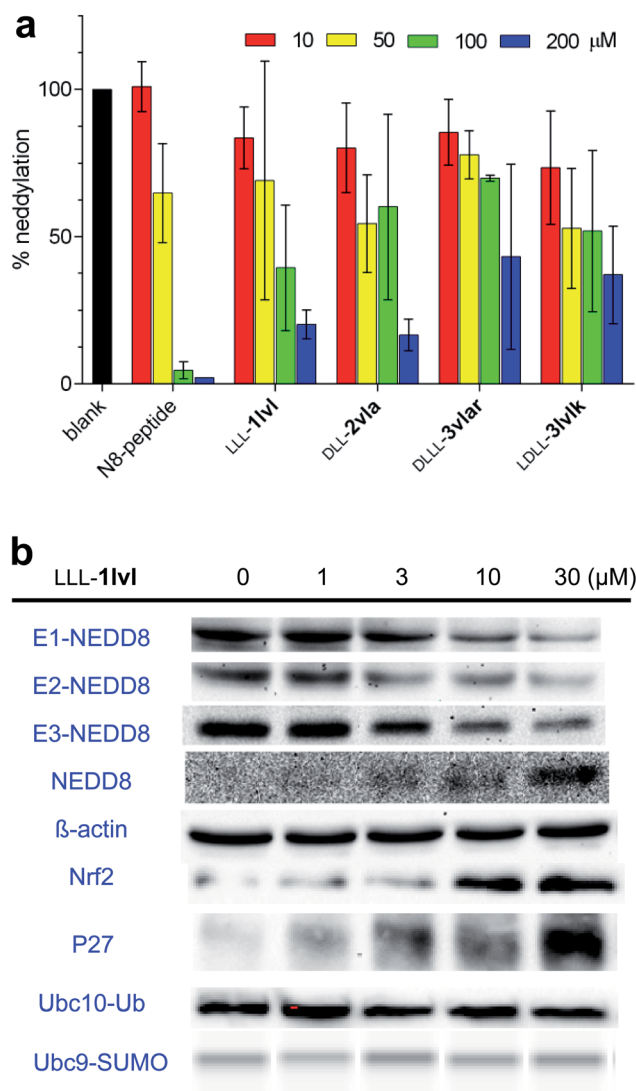 a
10 50 100 200 µM
% neddylation
100
50
0
blank
N8-peptide
LLL-1lvl
DLL-2vla
DLLL-3vlar
LDLL-3lvlk
b
LLL-1lvl 0 1 3 10 30 (µM)
E1-NEDD8
E2-NEDD8
E3-NEDD8
NEDD8
ß-actin
Nrf2
P27
Ubc10-Ub
Ubc9-SUMO